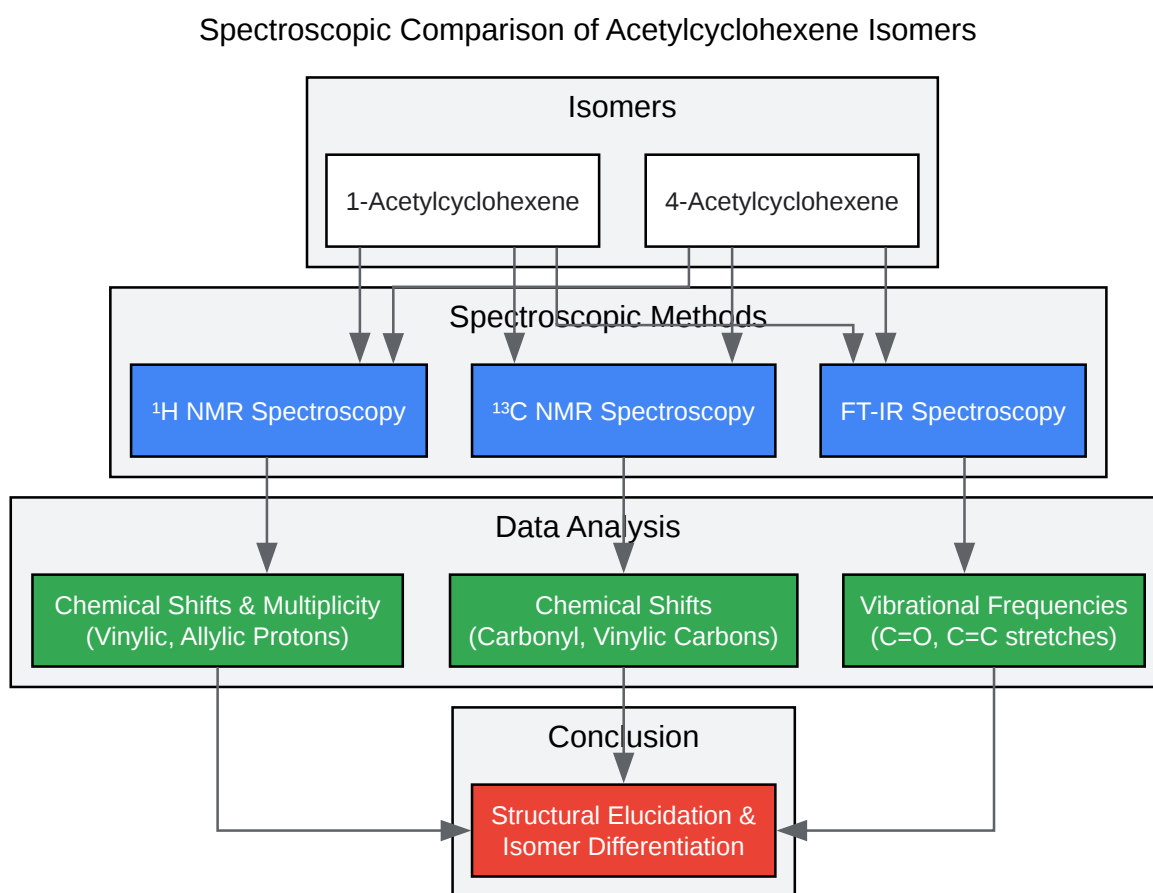 Spectroscopic Comparison of Acetylcyclohexene Isomers
Isomers
1-Acetylcyclohexene
4-Acetylcyclohexene
Spectroscopic Methods
¹H NMR Spectroscopy
¹³C NMR Spectroscopy
FT-IR Spectroscopy
Data Analysis
Chemical Shifts & Multiplicity
(Vinylic, Allylic Protons)
Chemical Shifts
(Carbonyl, Vinylic Carbons)
Vibrational Frequencies
(C=O, C=C stretches)
Conclusion
Structural Elucidation &
Isomer Differentiation